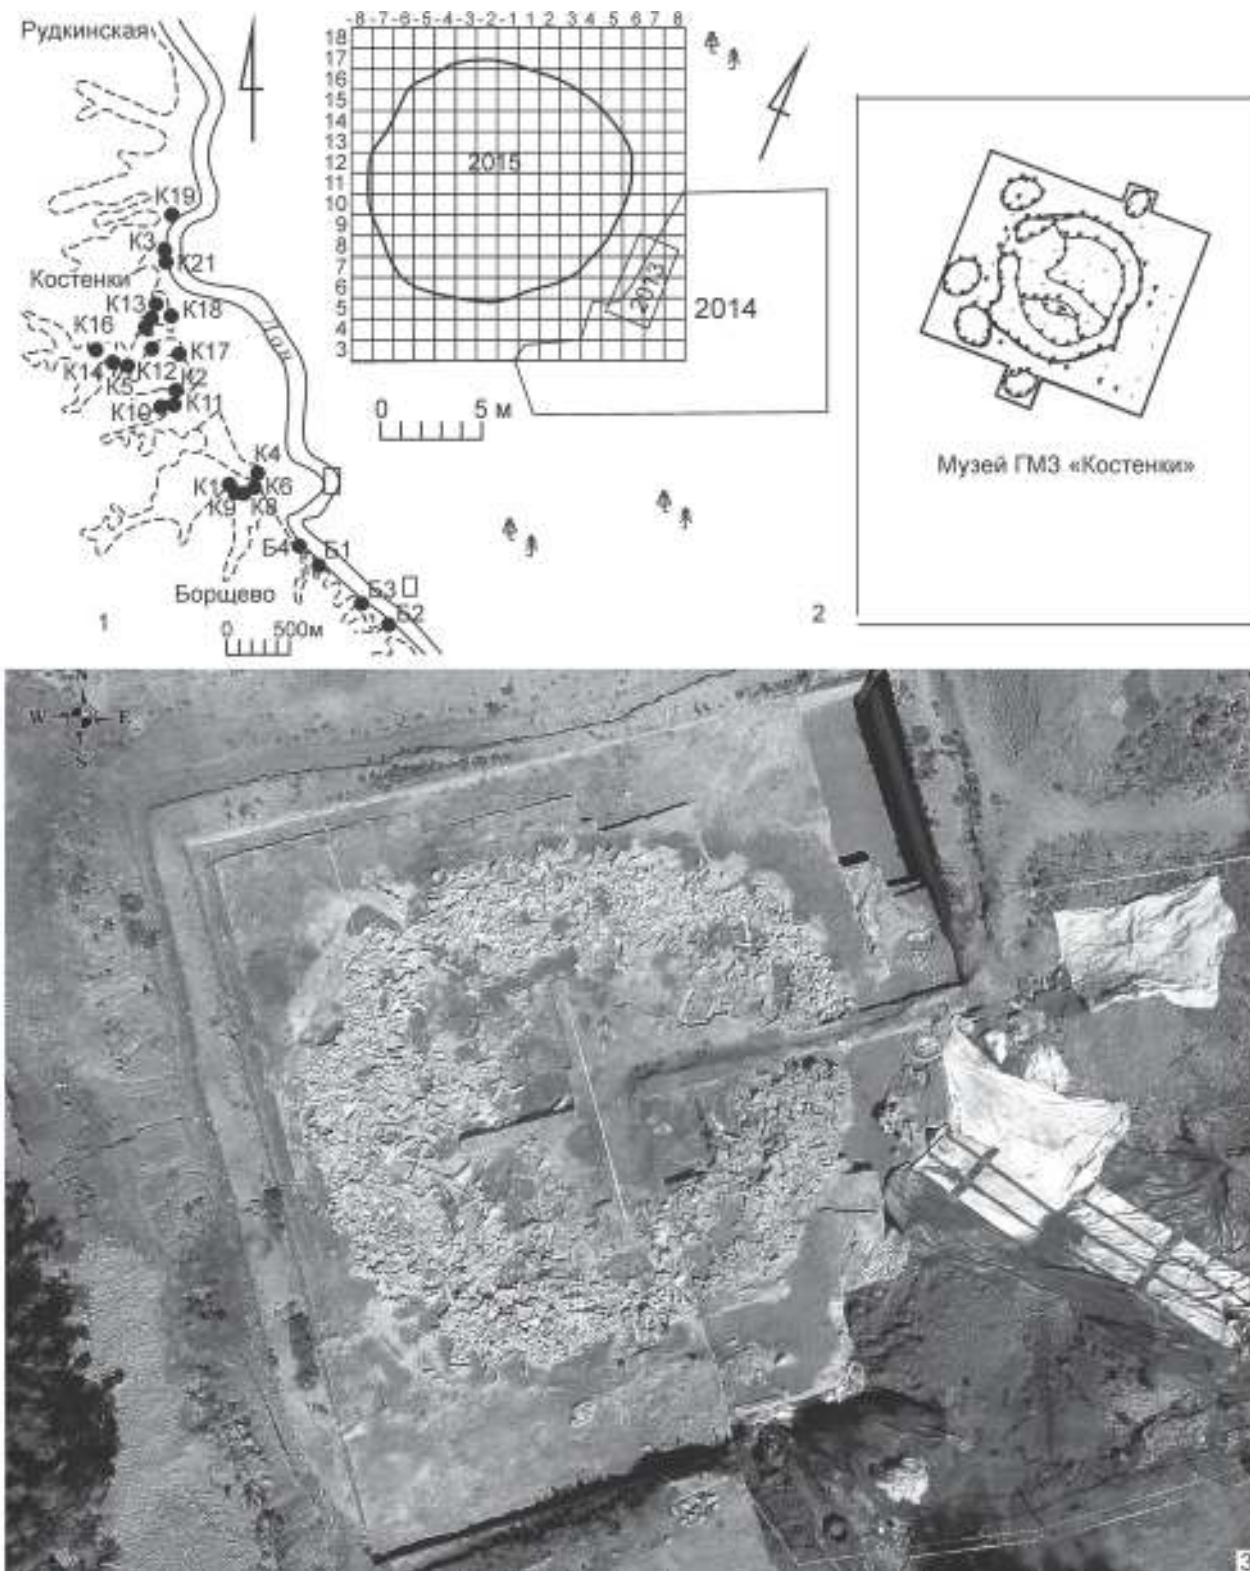 Рудкинская
К19
К3
К21
Костенки
К13
К18
К16
К17
К14
К12
К5
К2
К10
К11
К4
К1
К6
К9
К8
Б4
Б1
Борщево
Б3
Б2
1
0 500м
Дон
-8 -7 -6 -5 -4 -3 -2 -1 1 2 3 4 5 6 7 8
18
17
16
15
14
13
12
11
10
9
8
7
6
5
4
3
2015
2013
2014
0 5 м
2
Музей ГМЗ «Костенки»
N
W E
S
3